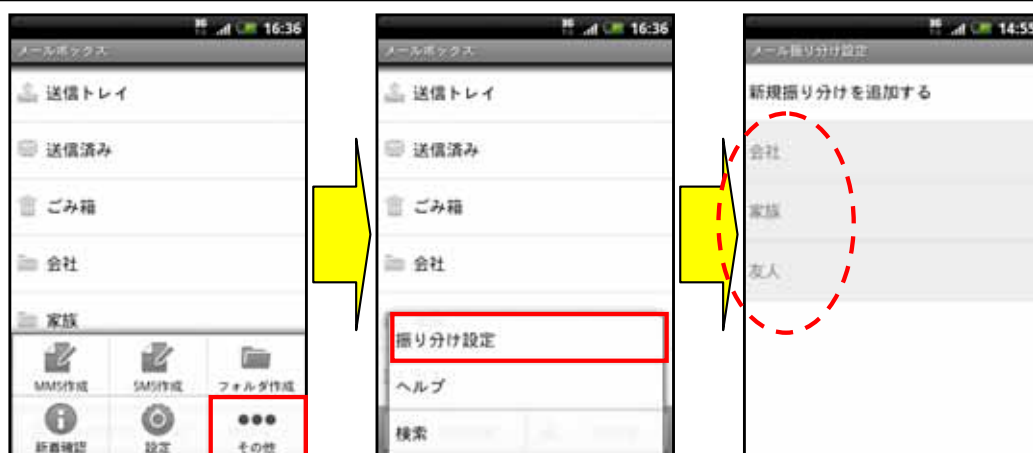 16:36
メールボックス
送信トレイ
送信済み
ごみ箱
会社
家族
MMS作成
SMS作成
フォルダ作成
新着確認
設定
その他
16:36
メールボックス
送信トレイ
送信済み
ごみ箱
会社
振り分け設定
ヘルプ
検索
14:55
メール振り分け設定
新規振り分けを追加する
会社
家族
友人